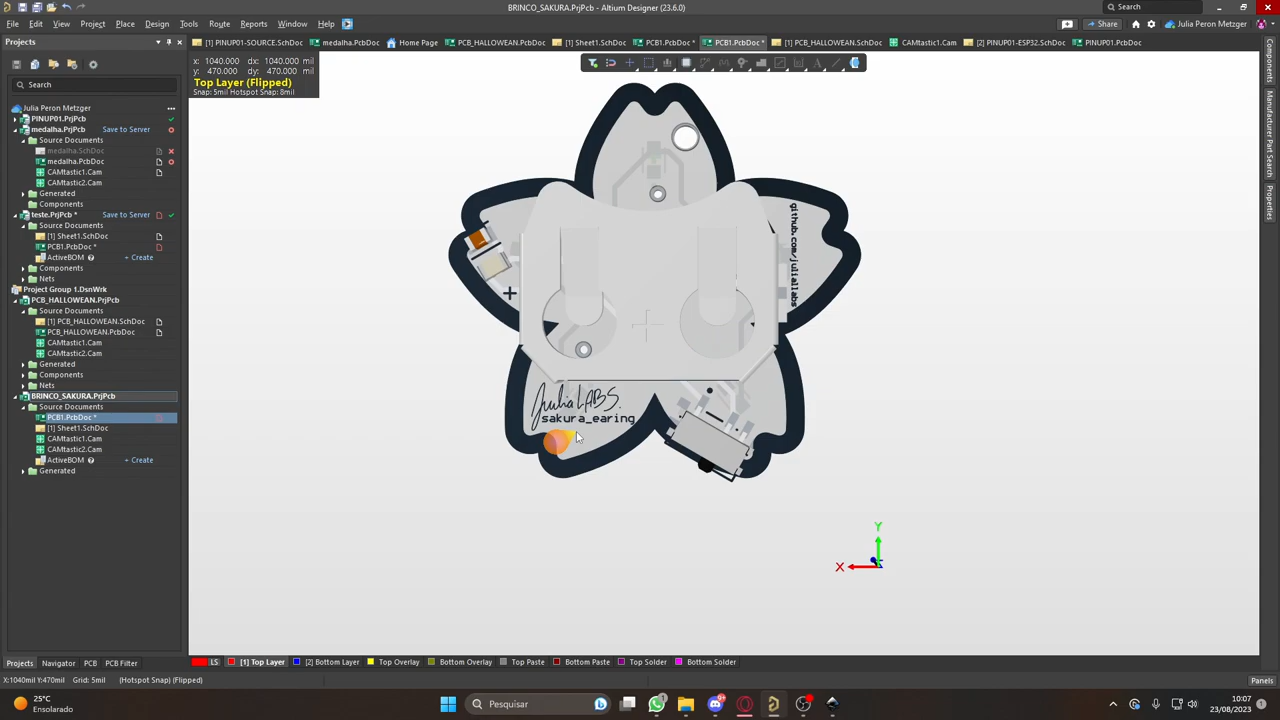 BRINCO_SAKURA.PrjPcb - Altium Designer (23.6.0)
Search
File Edit View Project Place Design Tools Route Reports Window Help
Share
Julia Peron Metzger
Projects
[1] PINUP01-SOURCE.SchDoc
medalha.PcbDoc
Home Page
PCB_HALLOWEAN.PcbDoc
[1] Sheet1.SchDoc
PCB1.PcbDoc *
PCB1.PcbDoc *
[1] PCB_HALLOWEAN.SchDoc
CAMtastic1.Cam
[2] PINUP01-ESP32.SchDoc
PINUP01.PcbDoc
x: 1040.000 dx: 1040.000 mil
y: 470.000 dy: 470.000 mil
Top Layer (Flipped)
Snap: 5mil Hotspot Snap: 8mil
Search
Julia Peron Metzger
PINUP01.PrjPcb
medalha.PrjPcb Save to Server
Source Documents
medalha.SchDoc
medalha.PcbDoc
CAMtastic1.Cam
CAMtastic2.Cam
Generated
Components
teste.PrjPcb * Save to Server
Source Documents
[1] Sheet1.SchDoc
PCB1.PcbDoc *
ActiveBOM + Create
Components
Nets
Project Group 1.DsnWrk
PCB_HALLOWEAN.PrjPcb
Source Documents
[1] PCB_HALLOWEAN.SchDoc
PCB_HALLOWEAN.PcbDoc
CAMtastic1.Cam
CAMtastic2.Cam
Generated
Components
Nets
BRINCO_SAKURA.PrjPcb
Source Documents
PCB1.PcbDoc *
[1] Sheet1.SchDoc
CAMtastic1.Cam
CAMtastic2.Cam
ActiveBOM + Create
Generated
github.com/juliallabs
+
Julia LABS.
sakura_earing
Y
X
Components
Manufacturer Part Search
Properties
Projects Navigator PCB PCB Filter
LS [1] Top Layer [2] Bottom Layer Top Overlay Bottom Overlay Top Paste Bottom Paste Top Solder Bottom Solder
X:1040mil Y:470mil Grid: 5mil (Hotspot Snap) (Flipped)
Panels
25°C
Ensolarado
Pesquisar
10:07
23/08/2023